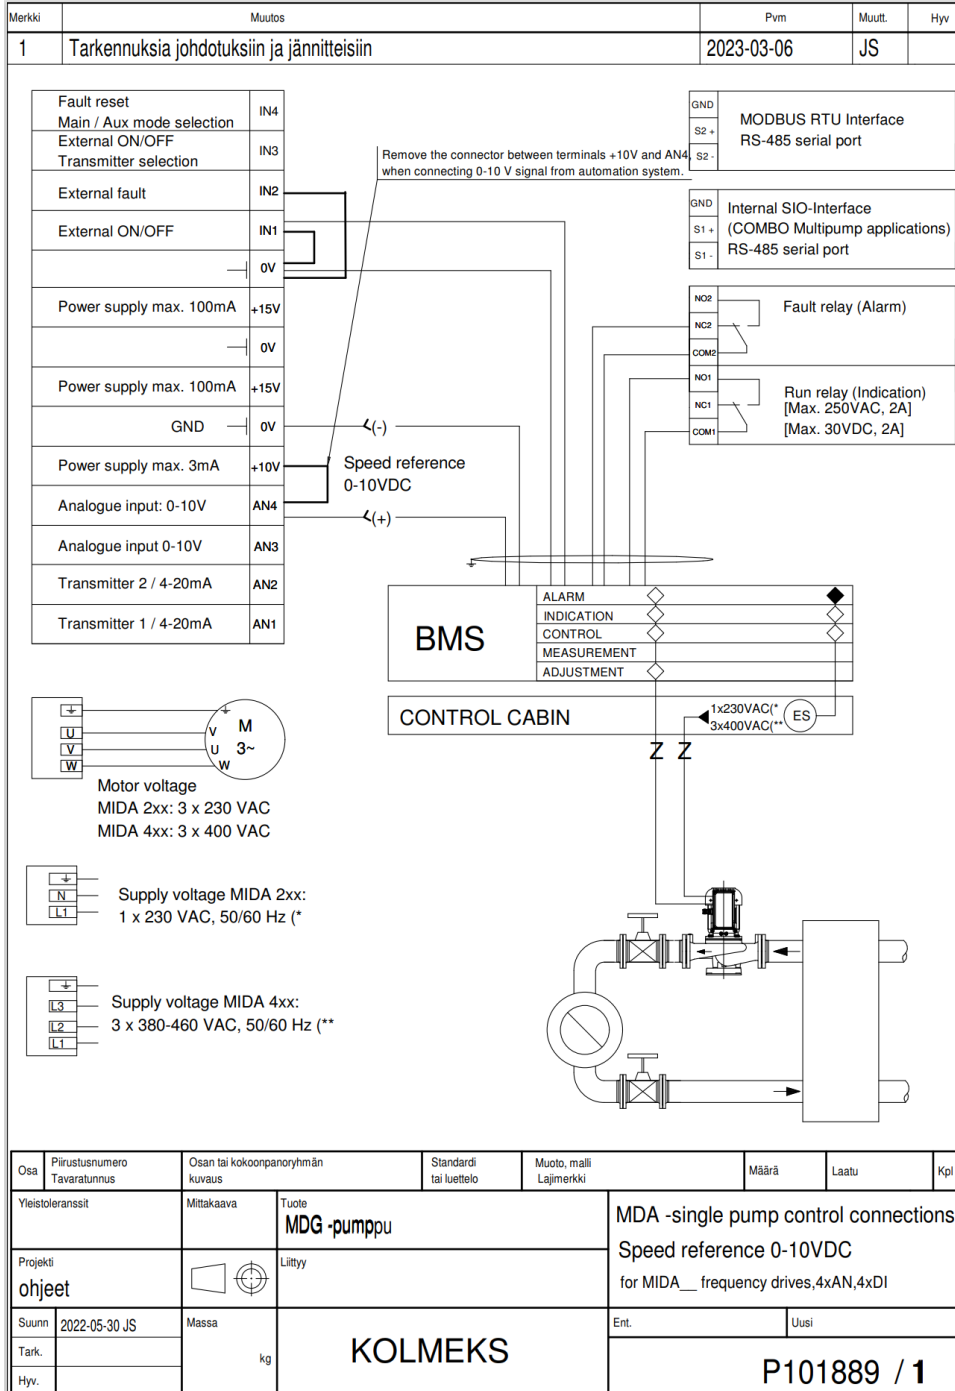 Merkki Muutos Pvm Muutt. Hyv
1 Tarkennuksia johdotuksiin ja jännitteisiin 2023-03-06 JS
Fault reset
Main / Aux mode selection IN4
External ON/OFF
Transmitter selection IN3
External fault IN2
External ON/OFF IN1
0V
Power supply max. 100mA +15V
0V
Power supply max. 100mA +15V
GND 0V
Power supply max. 3mA +10V
Analogue input: 0-10V AN4
Analogue input 0-10V AN3
Transmitter 2 / 4-20mA AN2
Transmitter 1 / 4-20mA AN1
Remove the connector between terminals +10V and AN4,
when connecting 0-10 V signal from automation system.
(-)
Speed reference
0-10VDC
(+)
GND
S2 +
S2 -
MODBUS RTU Interface
RS-485 serial port
GND
S1 +
S1 -
Internal SIO-Interface
(COMBO Multipump applications)
RS-485 serial port
NO2
NC2
COM2
Fault relay (Alarm)
NO1
NC1
COM1
Run relay (Indication)
[Max. 250VAC, 2A]
[Max. 30VDC, 2A]
BMS
ALARM
INDICATION
CONTROL
MEASUREMENT
ADJUSTMENT
CONTROL CABIN
1x230VAC(*
3x400VAC(**
ES
Z Z
U
V
W
V
U
W
M
3~
Motor voltage
MIDA 2xx: 3 x 230 VAC
MIDA 4xx: 3 x 400 VAC
N
L1
Supply voltage MIDA 2xx:
1 x 230 VAC, 50/60 Hz (*
L3
L2
L1
Supply voltage MIDA 4xx:
3 x 380-460 VAC, 50/60 Hz (**
Osa
Piirustusnumero
Tavaratunnus
Osan tai kokoonpanoryhmän
kuvaus
Standardi
tai luettelo
Muoto, malli
Lajimerkki
Määrä
Laatu
Kpl
Yleistoleranssit
Mittakaava
Tuote
MDG -pumppu
MDA -single pump control connections
Speed reference 0-10VDC
for MIDA__ frequency drives,4xAN,4xDI
Projekti
ohjeet
Liittyy
Suunn 2022-05-30 JS
Tark.
Hyv.
Massa
kg
KOLMEKS
Ent.
Uusi
P101889 / 1